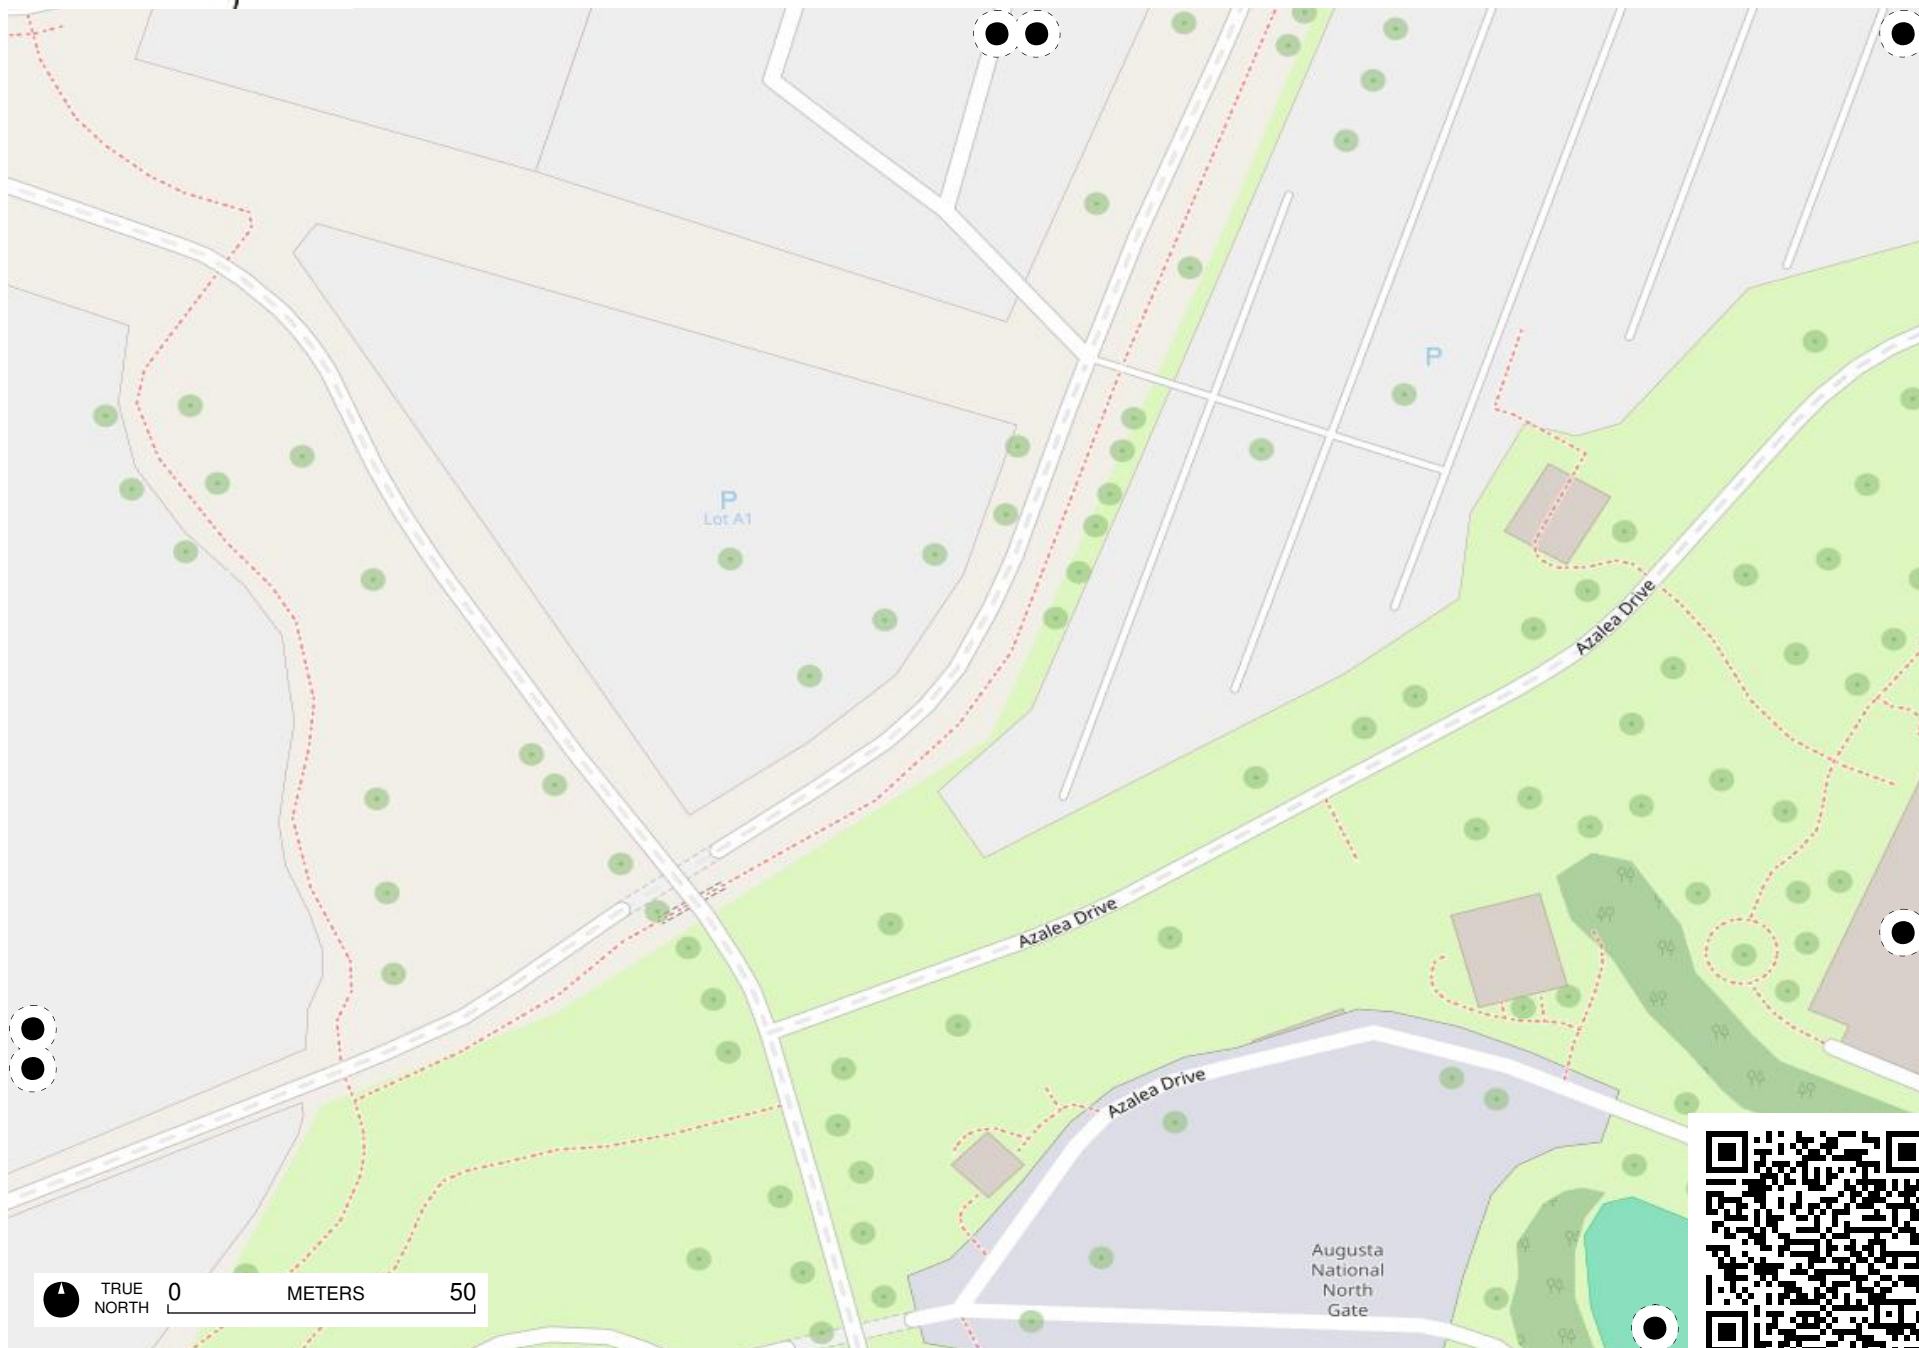 P
P
Lot A1
Azalea Drive
Azalea Drive
Azalea Drive
Augusta
National
North
Gate
TRUE
NORTH
0 METERS 50